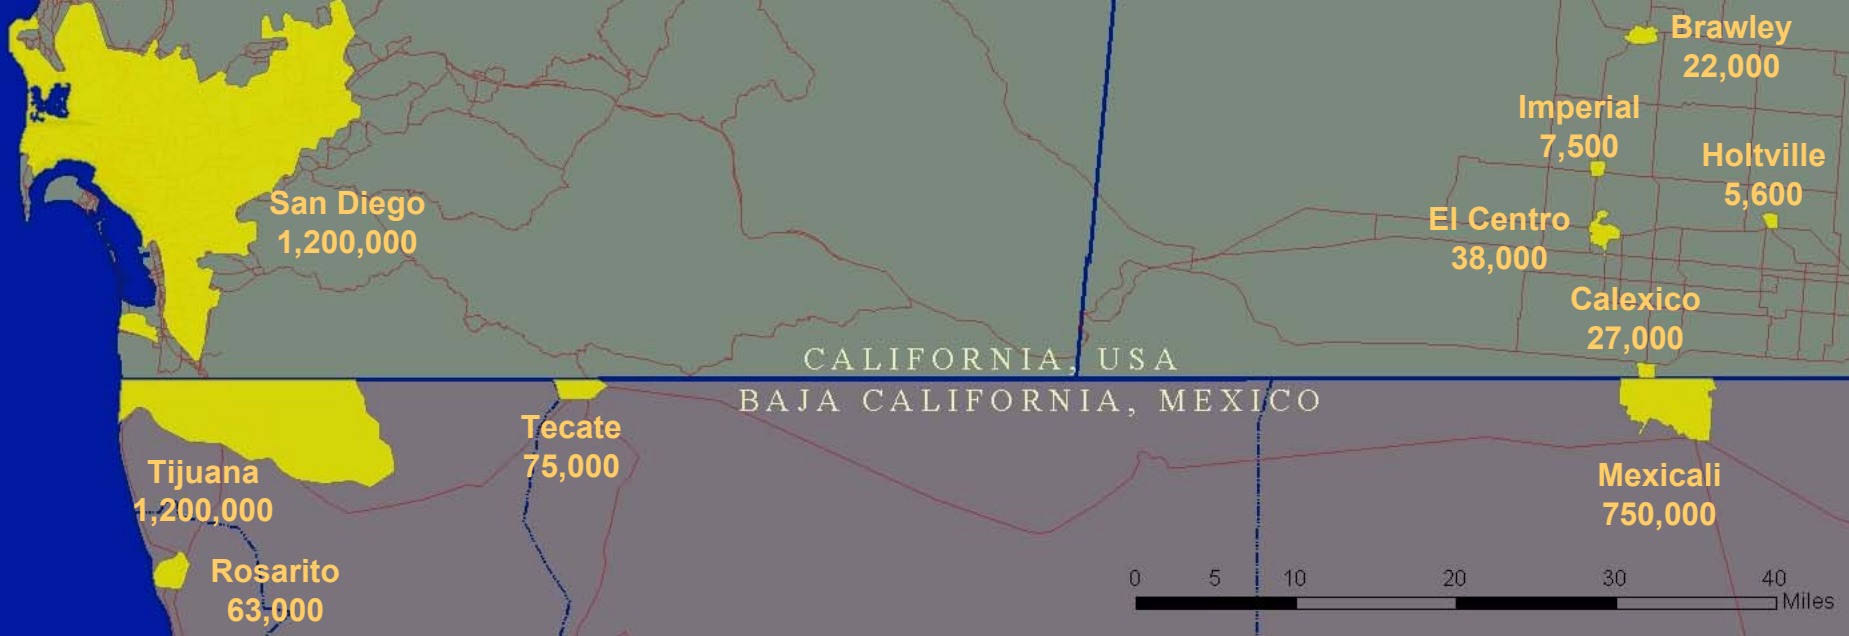 Brawley
22,000
Imperial
7,500
Holtville
5,600
San Diego
1,200,000
El Centro
38,000
Calexico
27,000
CALIFORNIA, USA
BAJA CALIFORNIA, MEXICO
Tecate
75,000
Tijuana
1,200,000
Mexicali
750,000
Rosarito
63,000
0 5 10 20 30 40
Miles